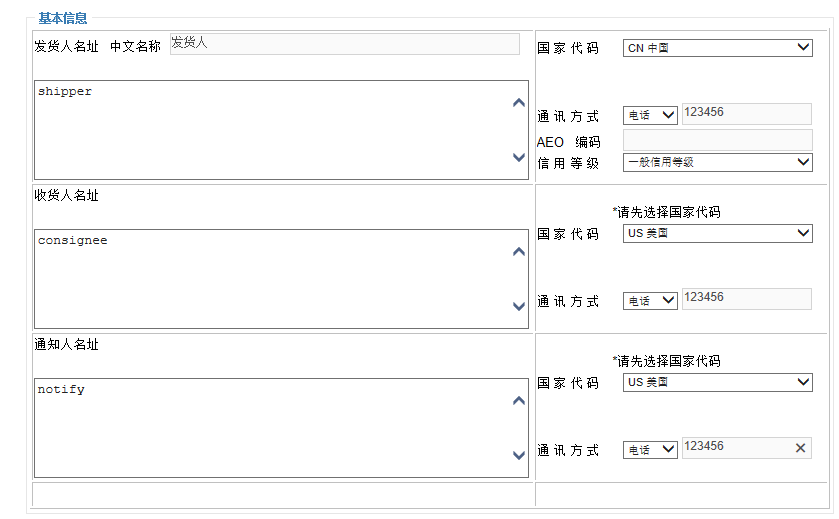 基本信息
发货人名址 中文名称 发货人
国家代码 CN 中国
shipper
通讯方式 电话 123456
AEO 编码
信用等级 一般信用等级
收货人名址
*请先选择国家代码
国家代码 US 美国
consignee
通讯方式 电话 123456
通知人名址
*请先选择国家代码
国家代码 US 美国
notify
通讯方式 电话 123456